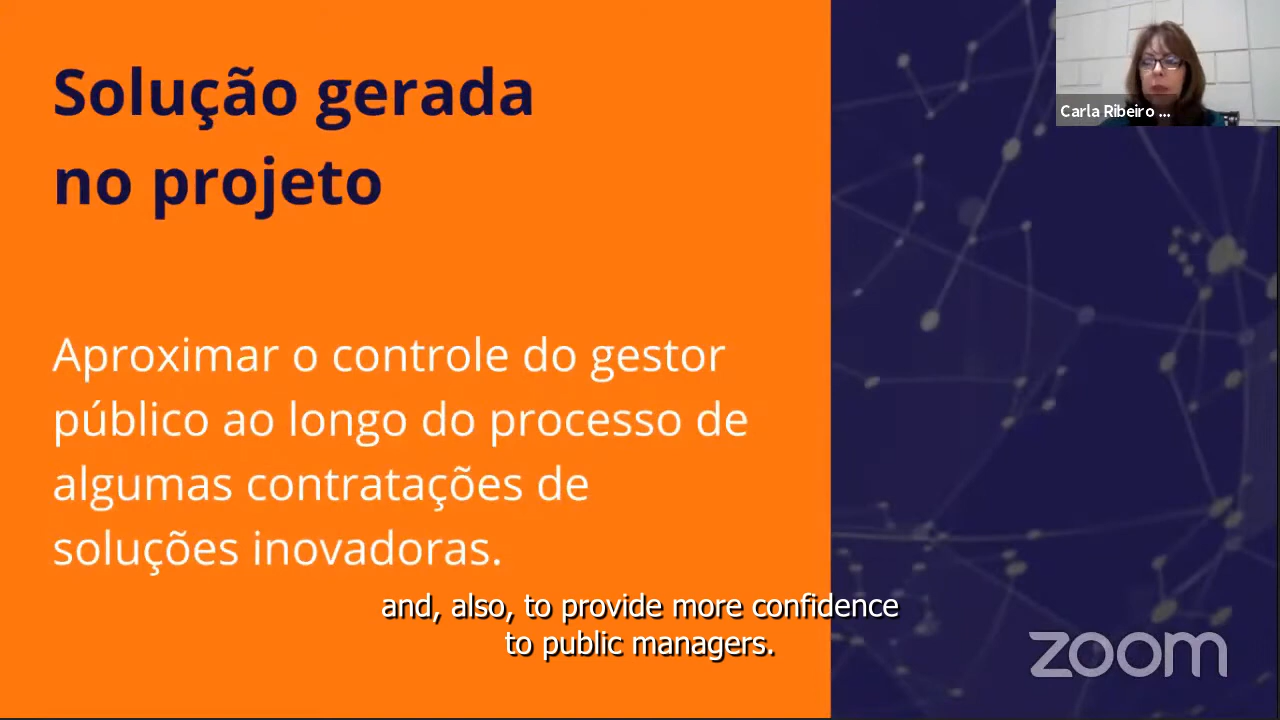 Solução gerada
no projeto
Carla Ribeiro ...
Aproximar o controle do gestor
público ao longo do processo de
algumas contratações de
soluções inovadoras.
and, also, to provide more confidence
to public managers.
zoom